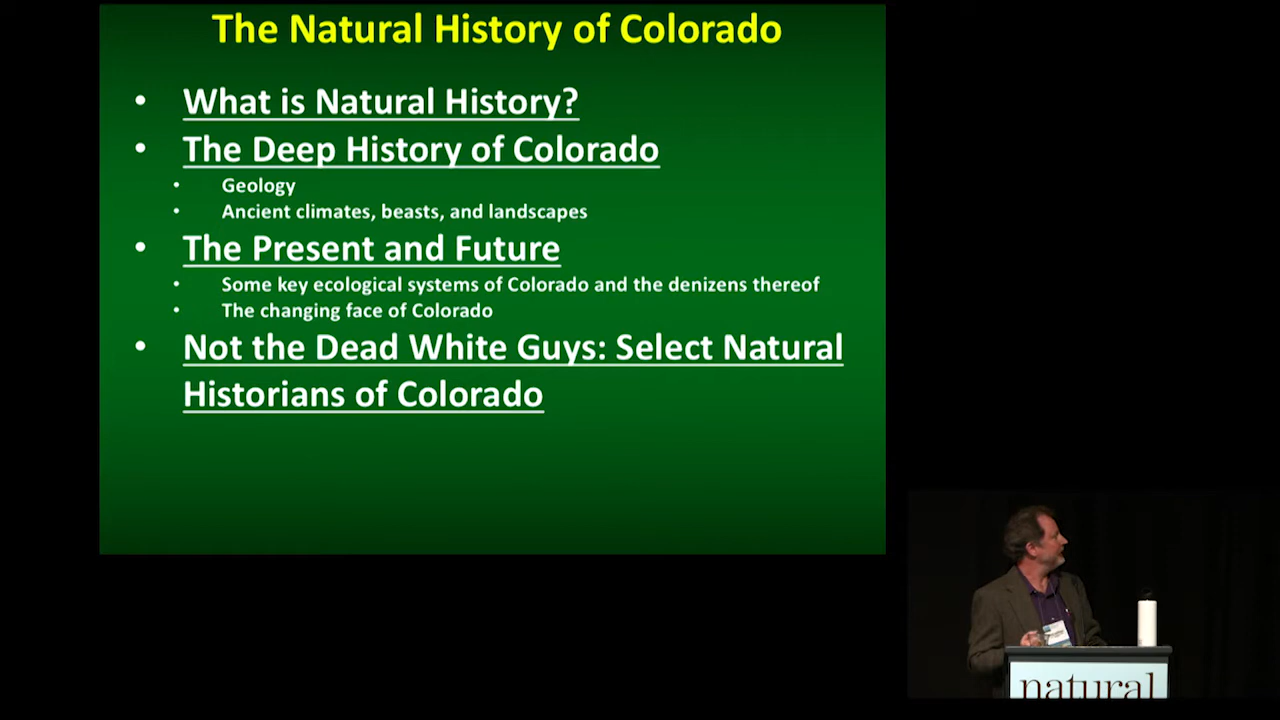 The Natural History of Colorado
• What is Natural History?
• The Deep History of Colorado
• Geology
• Ancient climates, beasts, and landscapes
• The Present and Future
• Some key ecological systems of Colorado and the denizens thereof
• The changing face of Colorado
• Not the Dead White Guys: Select Natural
Historians of Colorado
natural